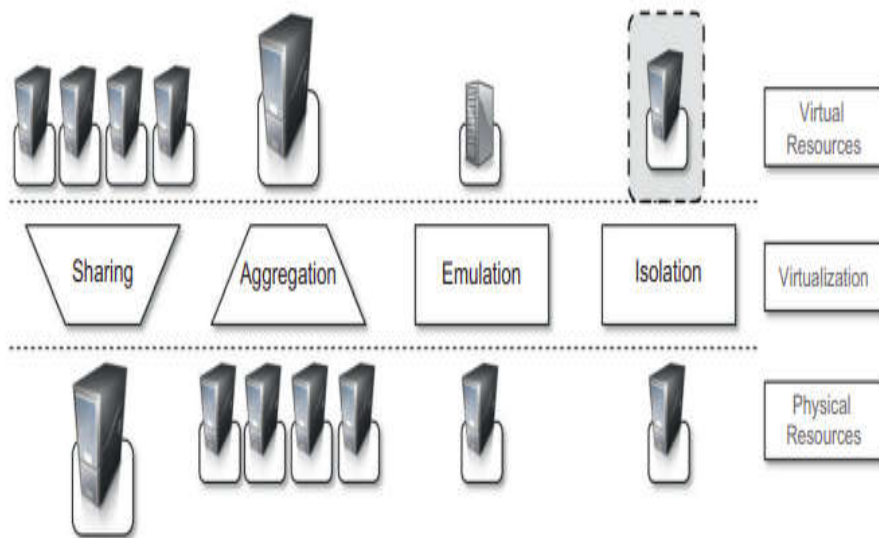 Virtual
Resources
Sharing
Aggregation
Emulation
Isolation
Virtualization
Physical
Resources